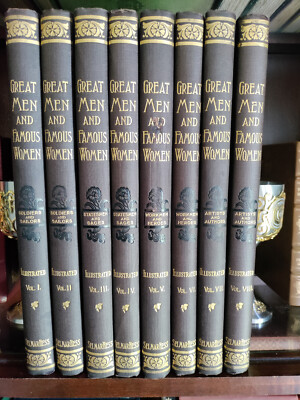 GREAT
MEN
AND
FAMOUS
WOMEN
SOLDIERS
AND
SAILORS
ILLUSTRATED
VOL. I.
SELMAR HESS
GREAT
MEN
AND
FAMOUS
WOMEN
SOLDIERS
AND
SAILORS
ILLUSTRATED
VOL. II
SELMAR HESS
GREAT
MEN
AND
FAMOUS
WOMEN
STATESMEN
AND
SAGES
ILLUSTRATED
VOL. III.
SELMAR HESS
GREAT
MEN
AND
FAMOUS
WOMEN
STATESMEN
AND
SAGES
ILLUSTRATED
VOL. IV.
SELMAR HESS
GREAT
MEN
AND
FAMOUS
WOMEN
WORKMEN
AND
HEROES
ILLUSTRATED
VOL. V.
SELMAR HESS
GREAT
MEN
AND
FAMOUS
WOMEN
WORKMEN
AND
HEROES
ILLUSTRATED
VOL. VI.
SELMAR HESS
GREAT
MEN
AND
FAMOUS
WOMEN
ARTISTS
AND
AUTHORS
ILLUSTRATED
VOL. VII.
SELMAR HESS
GREAT
MEN
AND
FAMOUS
WOMEN
ARTISTS
AND
AUTHORS
ILLUSTRATED
VOL. VIII.
SELMAR HESS